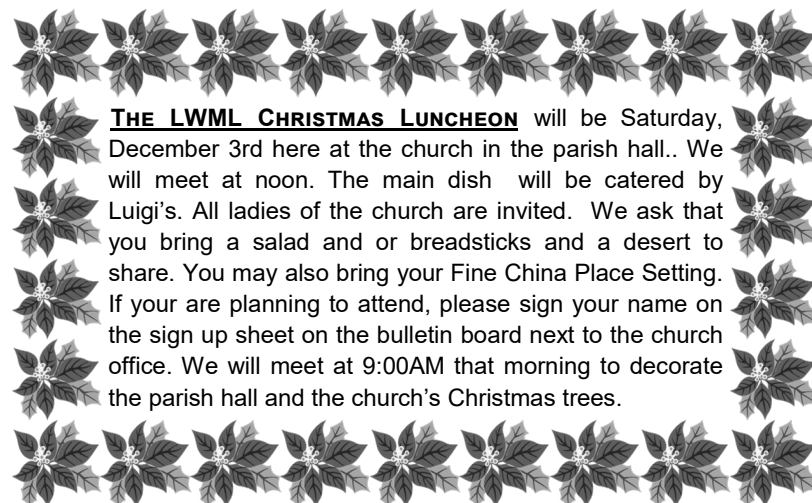 THE LWML CHRISTMAS LUNCHEON will be Saturday,
December 3rd here at the church in the parish hall.. We
will meet at noon. The main dish  will be catered by
Luigi's. All ladies of the church are invited.  We ask that
you bring a salad and or breadsticks and a desert to
share. You may also bring your Fine China Place Setting.
If your are planning to attend, please sign your name on
the sign up sheet on the bulletin board next to the church
office. We will meet at 9:00AM that morning to decorate
the parish hall and the church's Christmas trees.